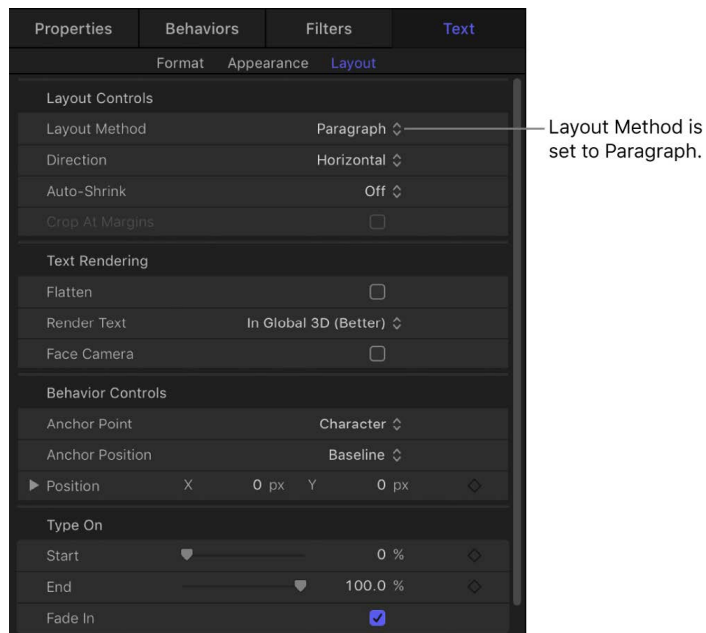 Properties Behaviors Filters Text
Format Appearance Layout
Layout Controls
Layout Method Paragraph
Layout Method is
set to Paragraph.
Direction Horizontal
Auto-Shrink Off
Crop At Margins
Text Rendering
Flatten
Render Text In Global 3D (Better)
Face Camera
Behavior Controls
Anchor Point Character
Anchor Position Baseline
Position X 0 px Y 0 px
Type On
Start 0 %
End 100.0 %
Fade In